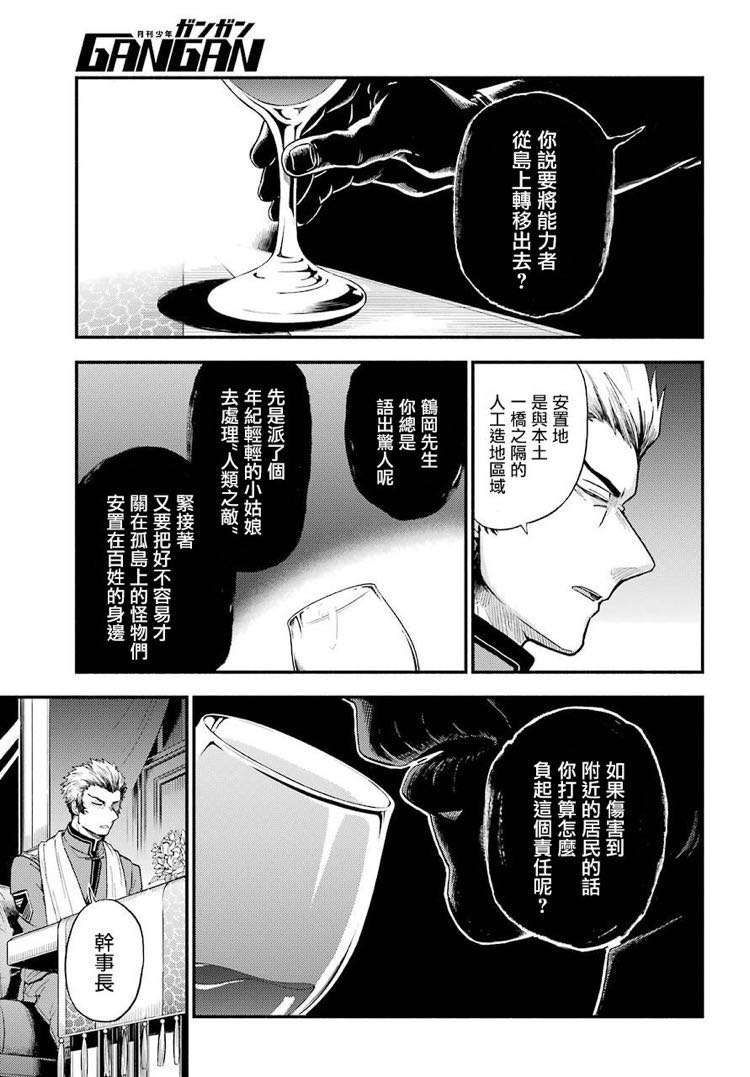 月刊少年
ガンガン
GANGAN
你説要將能力者
從島上轉移出去?
安置地
是與本土
一橋之隔的
人工造地區域
鶴岡先生
你總是
語出驚人呢
先是派了個
年紀輕輕的小姑娘
去處理"人類之敵"
緊接著
又要把好不容易才
關在孤島上的怪物們
安置在百姓的身邊
如果傷害到
附近的居民的話
你打算怎麼
負起這個責任呢?
幹事長